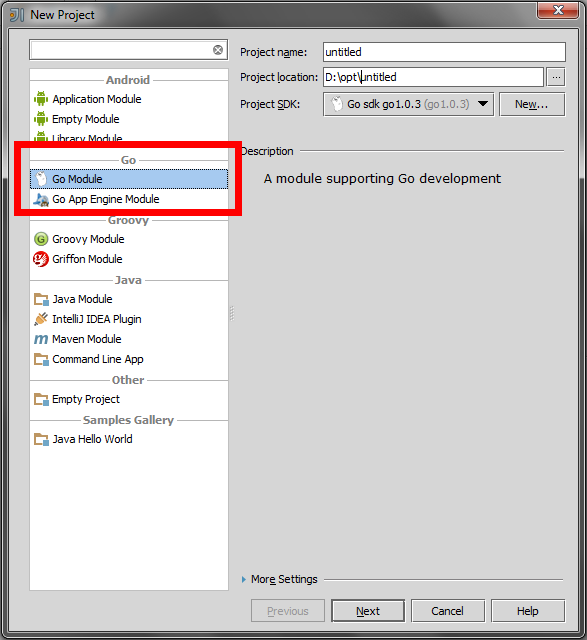 New Project
Android
Application Module
Empty Module
Library Module
Go
Go Module
Go App Engine Module
Groovy
Groovy Module
Griffon Module
Java
Java Module
IntelliJ IDEA Plugin
Maven Module
Command Line App
Other
Empty Project
Samples Gallery
Java Hello World
Project name: untitled
Project location: D:\opt\untitled ...
Project SDK: Go sdk go1.0.3 (go1.0.3) New...
Description
A module supporting Go development
More Settings
Previous Next Cancel Help